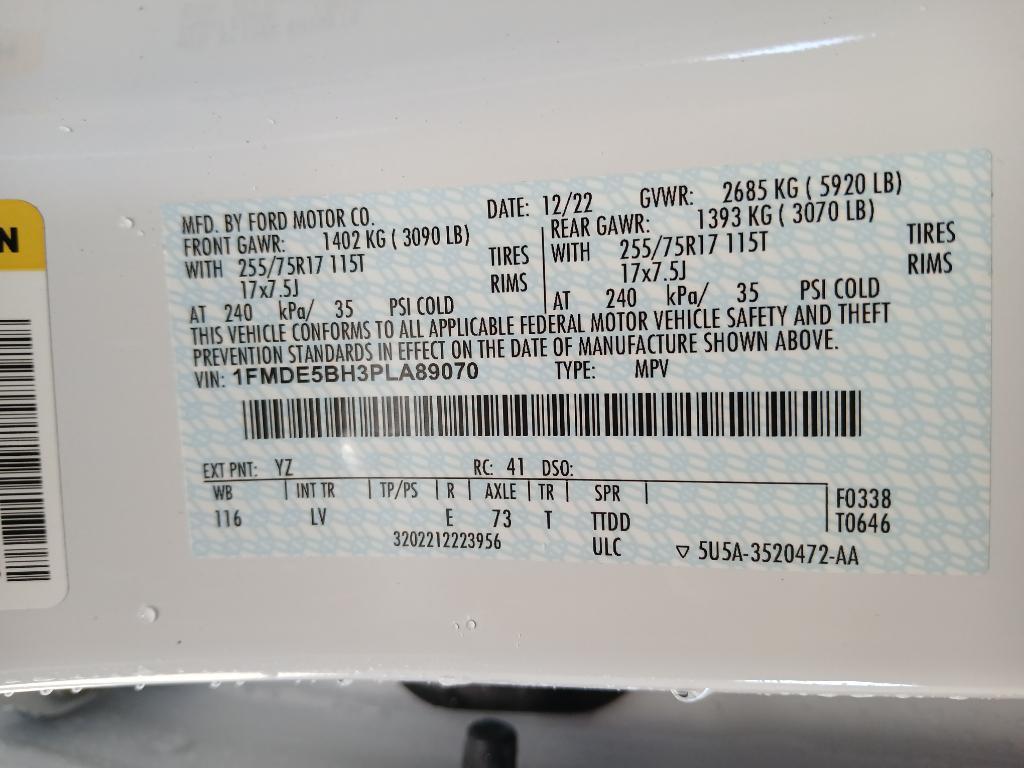 MFD. BY FORD MOTOR CO. DATE: 12/22 GVWR: 2685 KG ( 5920 LB)
FRONT GAWR: 1402 KG ( 3090 LB) REAR GAWR: 1393 KG ( 3070 LB)
WITH 255/75R17 115T TIRES WITH 255/75R17 115T TIRES
17x7.5J RIMS 17x7.5J RIMS
AT 240 kPa/ 35 PSI COLD AT 240 kPa/ 35 PSI COLD
THIS VEHICLE CONFORMS TO ALL APPLICABLE FEDERAL MOTOR VEHICLE SAFETY AND THEFT
PREVENTION STANDARDS IN EFFECT ON THE DATE OF MANUFACTURE SHOWN ABOVE.
VIN: 1FMDE5BH3PLA89070 TYPE: MPV
EXT PNT: YZ RC: 41 DSO:
WB INT TR TP/PS R AXLE TR SPR F0338
116 LV E 73 T TTDD T0646
3202212223956 ULC ▽ 5U5A-3520472-AA
N